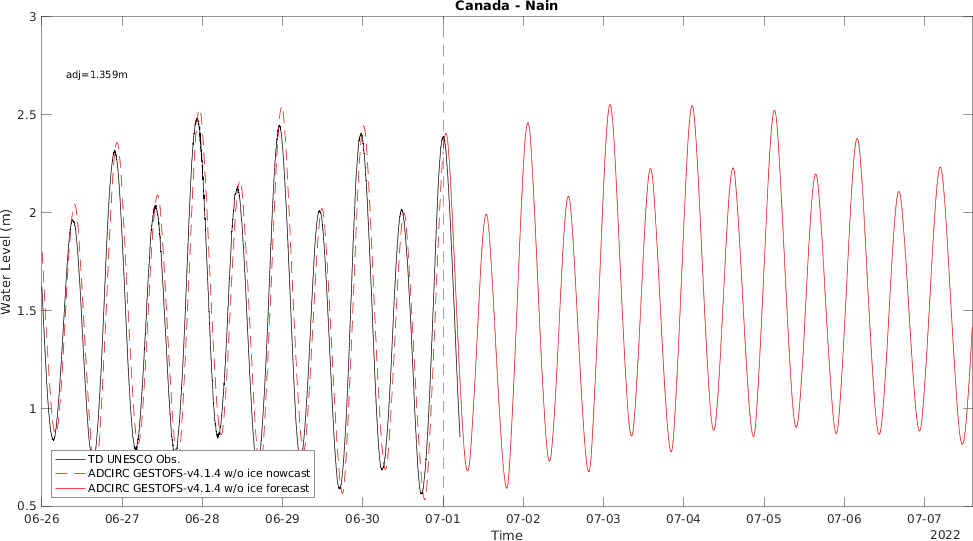 Canada - Nain
3
2.5
2
1.5
1
0.5
Water Level (m)
adj=1.359m
TD UNESCO Obs.
ADCIRC GESTOFS-v4.1.4 w/o ice nowcast
ADCIRC GESTOFS-v4.1.4 w/o ice forecast
06-26 06-27 06-28 06-29 06-30 07-01 07-02 07-03 07-04 07-05 07-06 07-07
Time
2022